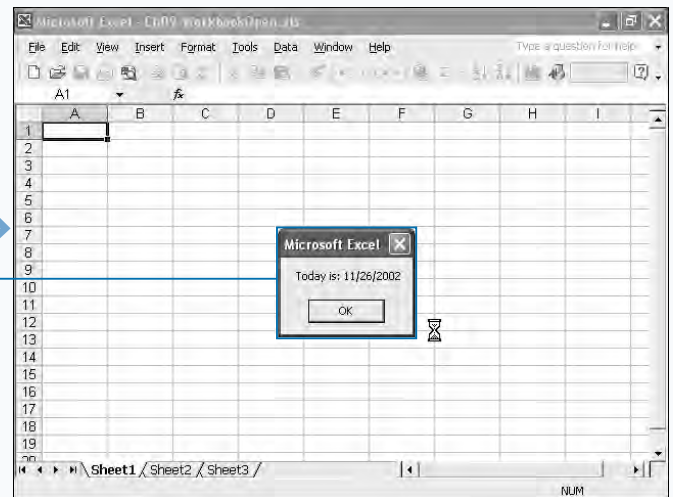 Microsoft Excel - Ch09 WorkbookOpen.xls
File Edit View Insert Format Tools Data Window Help Type a question for help
A1 fx
A B C D E F G H I
1
2
3
4
5
6
7
8
9
10
11
12
13
14
15
16
17
18
19
20
Microsoft Excel
Today is: 11/26/2002
OK
Sheet1 Sheet2 Sheet3
NUM